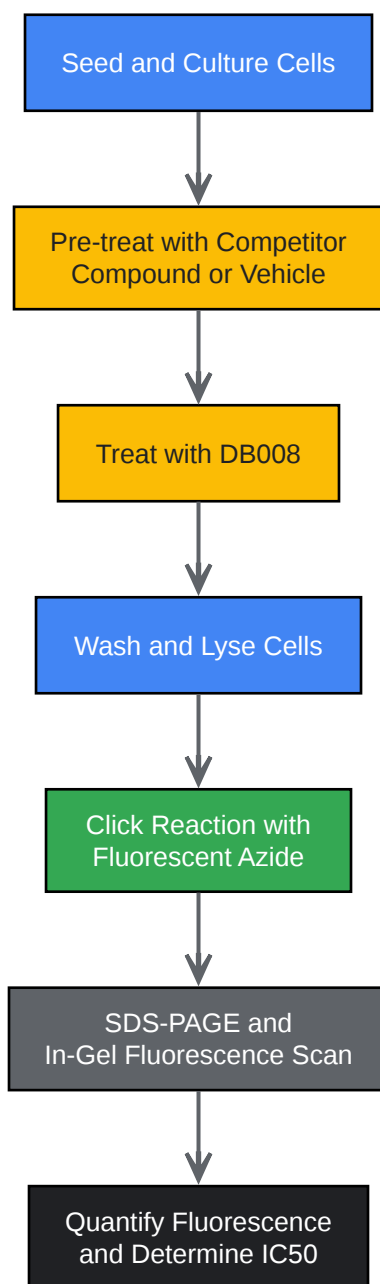 Seed and Culture Cells
Pre-treat with Competitor
Compound or Vehicle
Treat with DB008
Wash and Lyse Cells
Click Reaction with
Fluorescent Azide
SDS-PAGE and
In-Gel Fluorescence Scan
Quantify Fluorescence
and Determine IC50